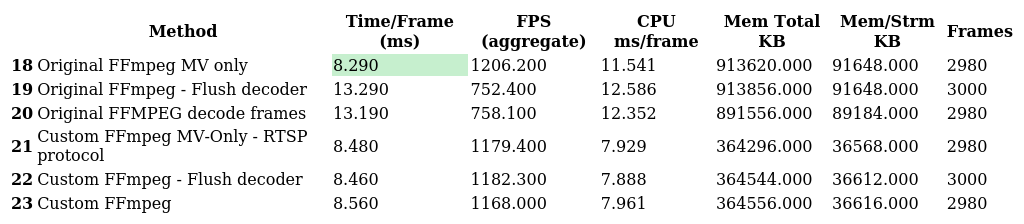 Method Time/Frame (ms) FPS (aggregate) CPU ms/frame Mem Total KB Mem/Strm KB Frames
18 Original FFmpeg MV only 8.290 1206.200 11.541 913620.000 91648.000 2980
19 Original FFmpeg - Flush decoder 13.290 752.400 12.586 913856.000 91648.000 3000
20 Original FFMPEG decode frames 13.190 758.100 12.352 891556.000 89184.000 2980
21 Custom FFmpeg MV-Only - RTSP protocol 8.480 1179.400 7.929 364296.000 36568.000 2980
22 Custom FFmpeg - Flush decoder 8.460 1182.300 7.888 364544.000 36612.000 3000
23 Custom FFmpeg 8.560 1168.000 7.961 364556.000 36616.000 2980